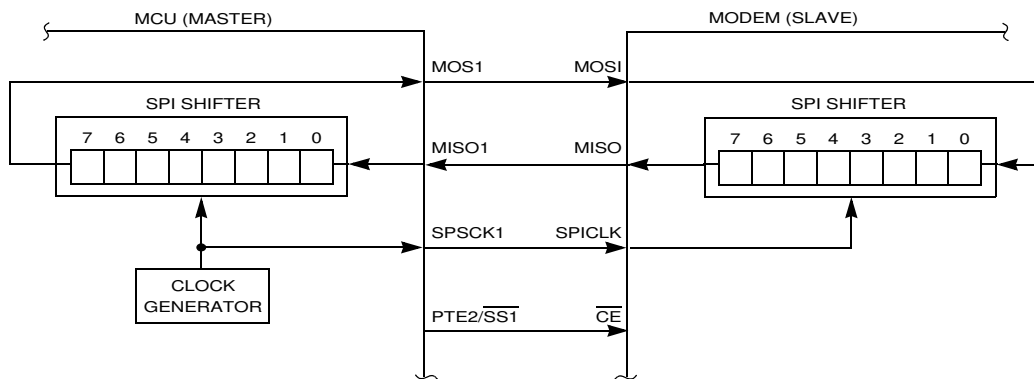 MCU (MASTER)
MODEM (SLAVE)
MOS1
MOSI
SPI SHIFTER
SPI SHIFTER
7 6 5 4 3 2 1 0
7 6 5 4 3 2 1 0
MISO1
MISO
SPSCK1
SPICLK
CLOCK
GENERATOR
PTE2/SS1
CE